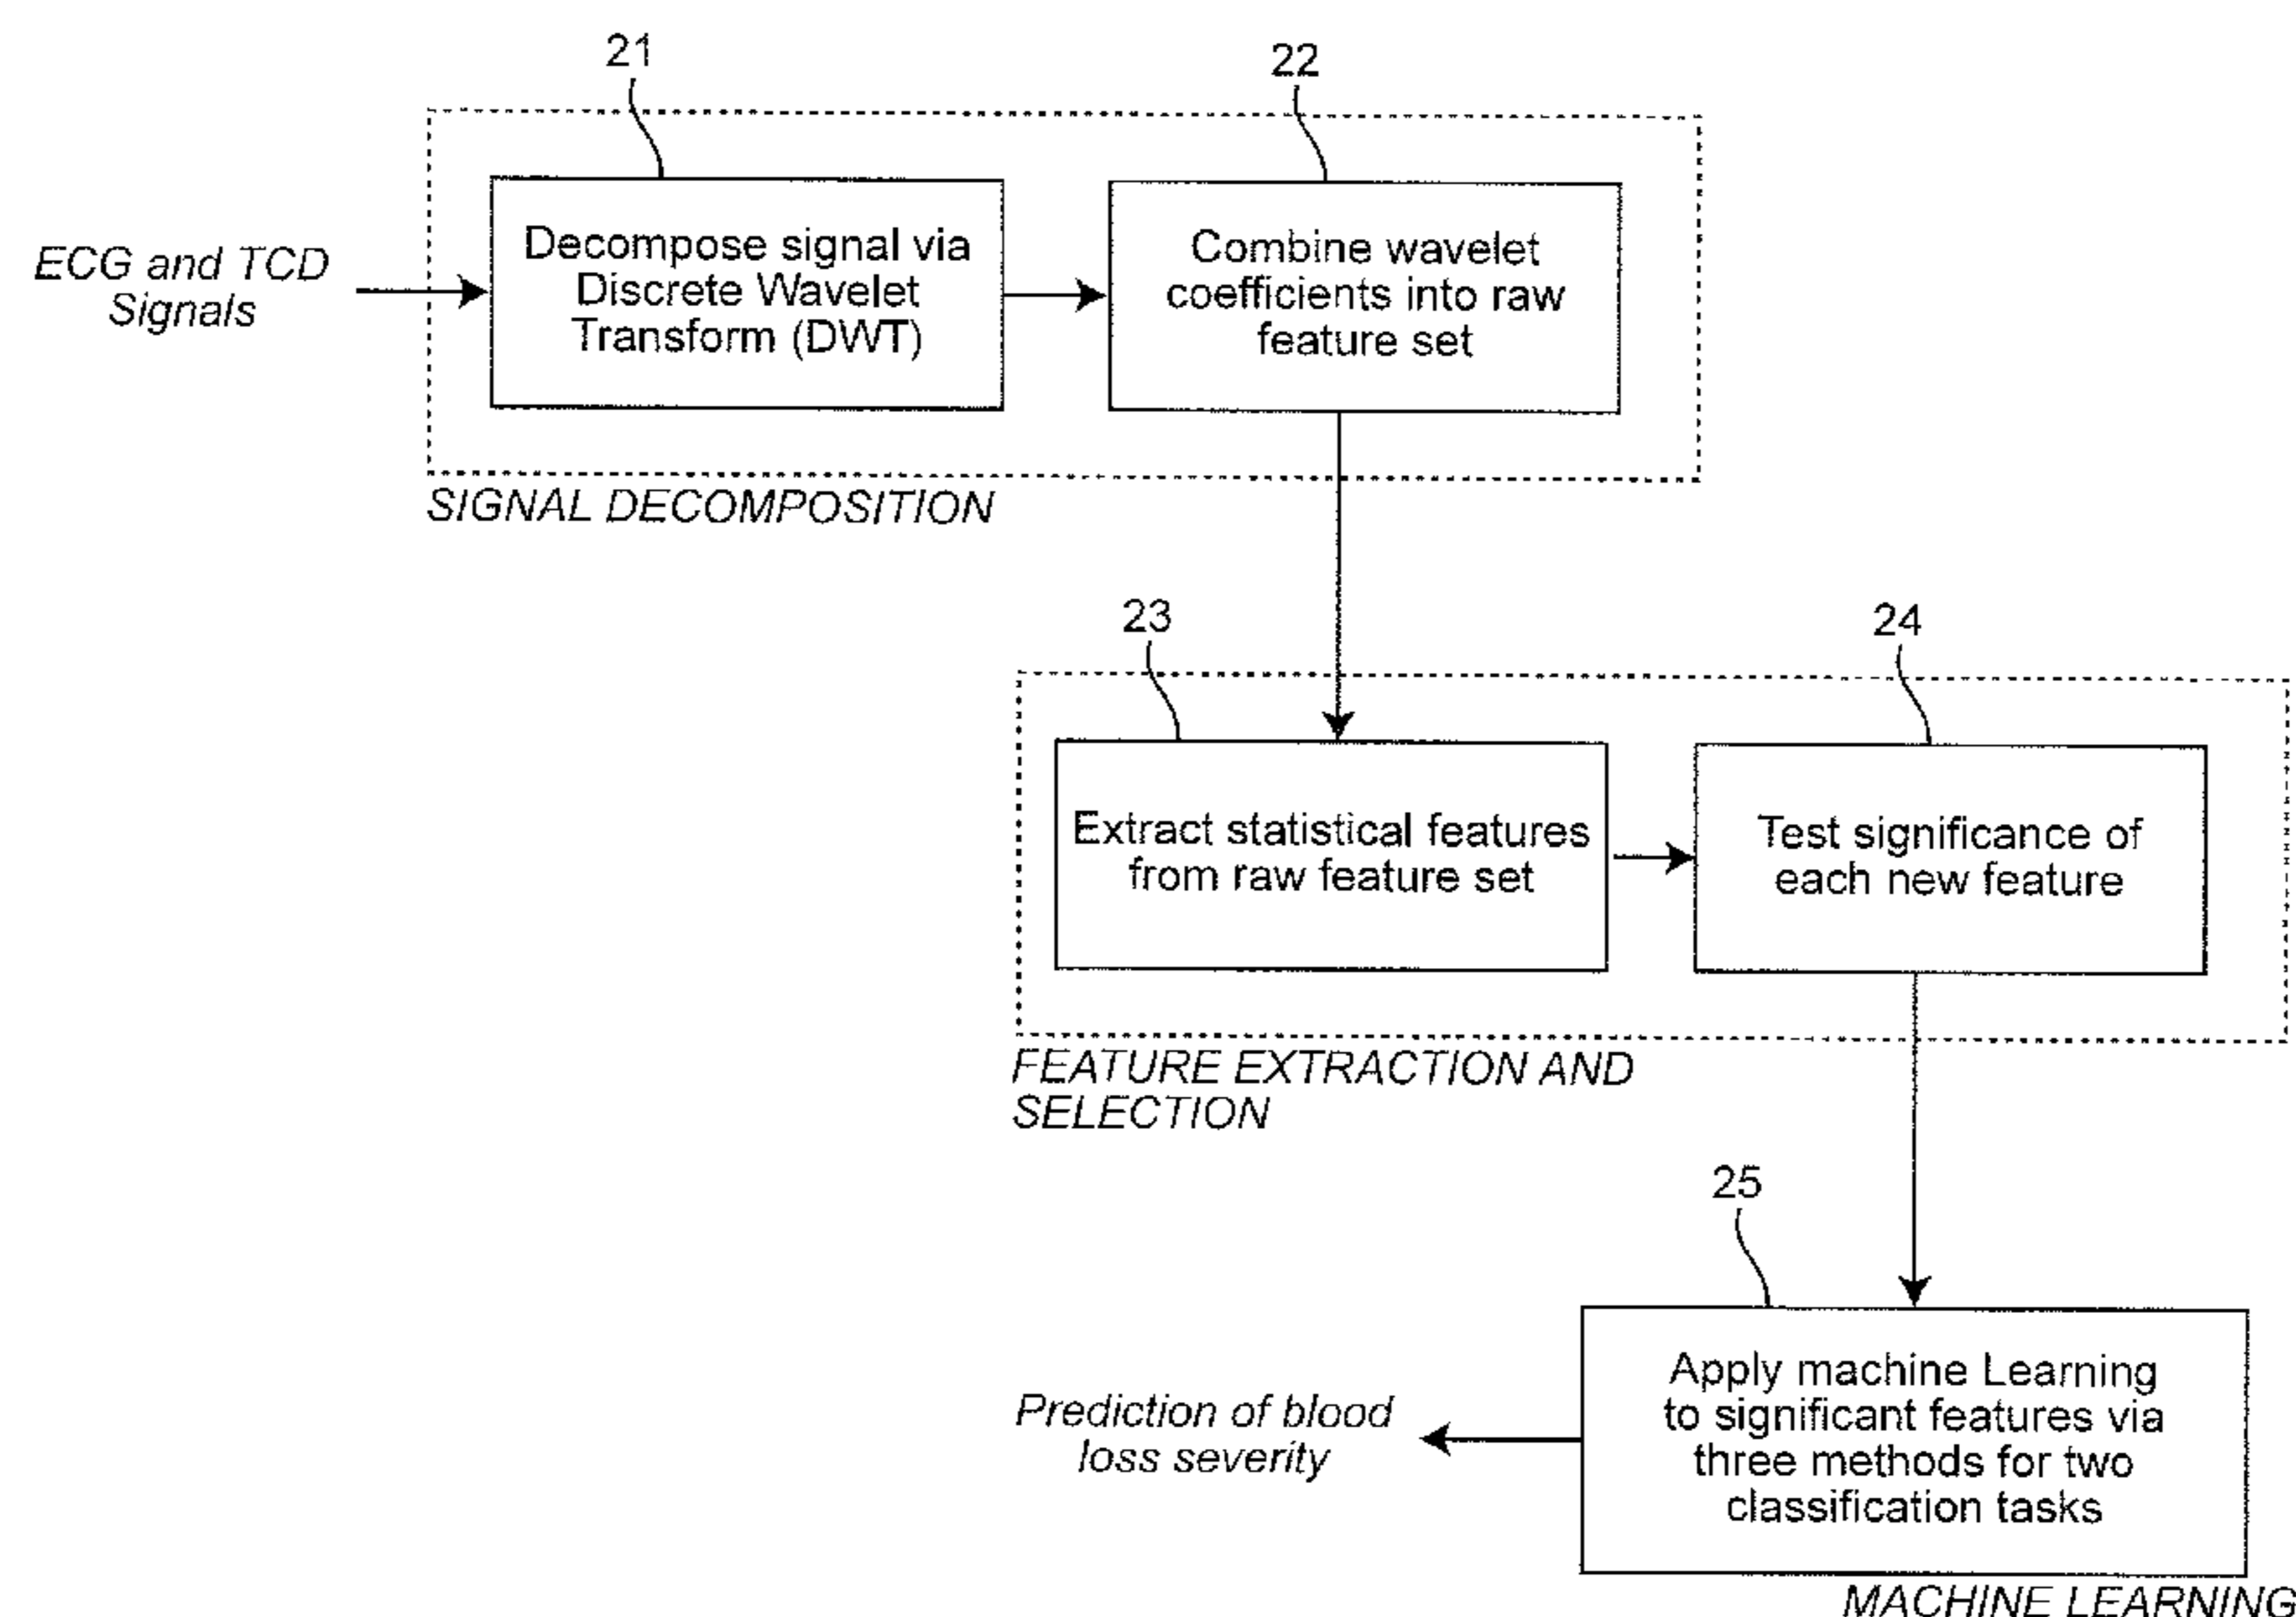 21
22
ECG and TCD
Signals
Decompose signal via
Discrete Wavelet
Transform (DWT)
Combine wavelet
coefficients into raw
feature set
SIGNAL DECOMPOSITION
23
24
Extract statistical features
from raw feature set
Test significance of
each new feature
FEATURE EXTRACTION AND
SELECTION
25
Apply machine Learning
to significant features via
three methods for two
classification tasks
Prediction of blood
loss severity
MACHINE LEARNING